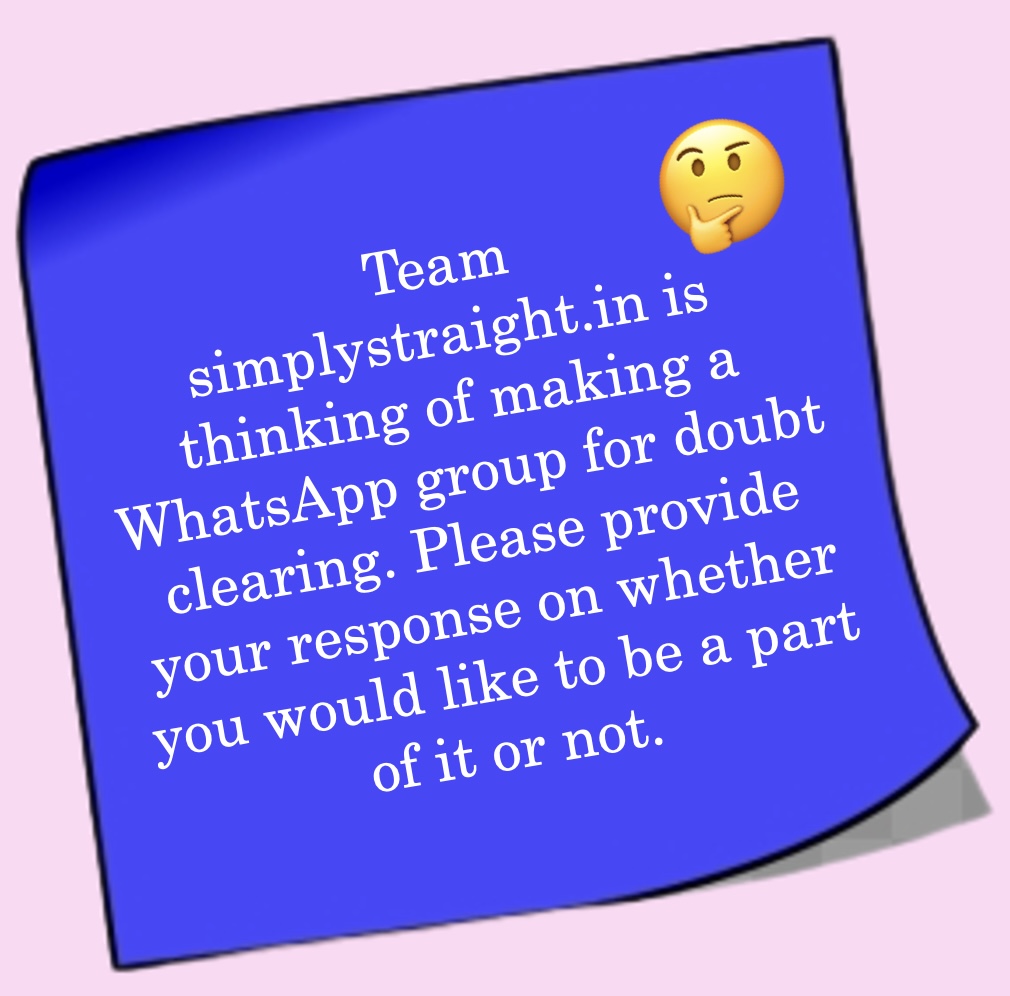 Team
simplystraight.in is
thinking of making a
WhatsApp group for doubt
clearing. Please provide
your response on whether
you would like to be a part
of it or not.